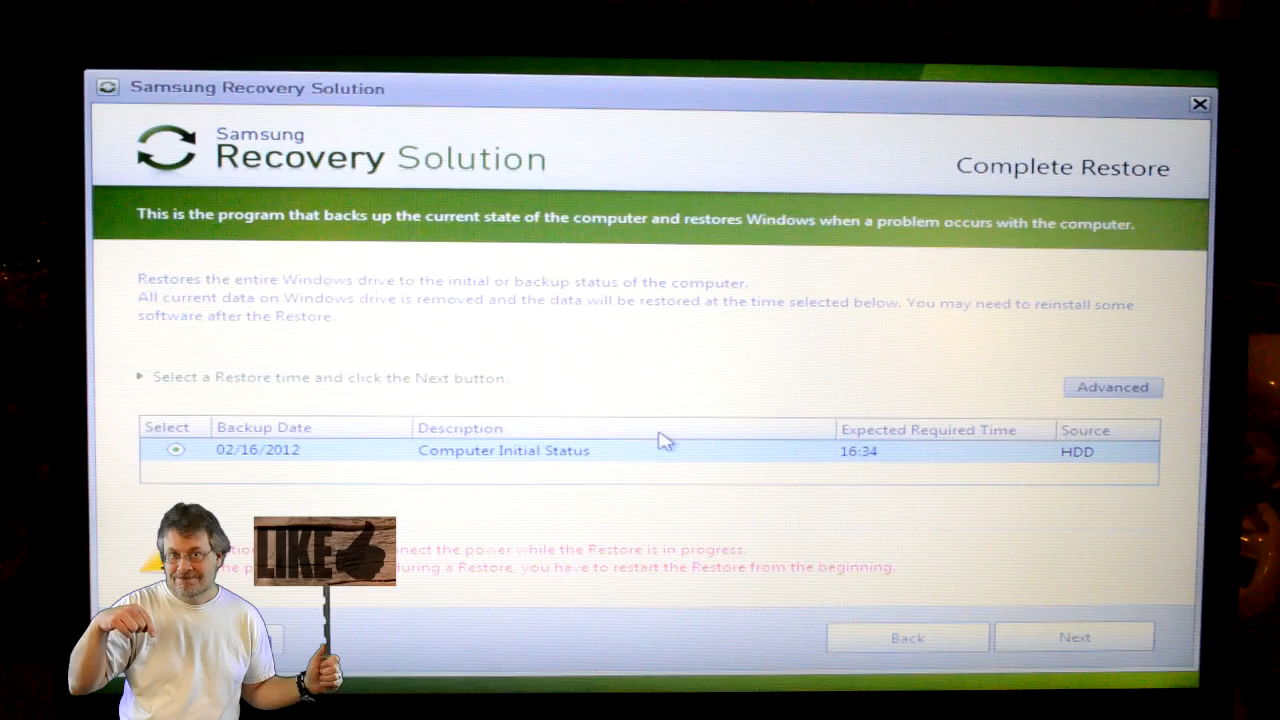 Samsung Recovery Solution
Samsung
Recovery Solution
Complete Restore
This is the program that backs up the current state of the computer and restores Windows when a problem occurs with the computer.
Restores the entire Windows drive to the initial or backup status of the computer.
All current data on Windows drive is removed and the data will be restored at the time selected below. You may need to reinstall some
software after the Restore.
Select a Restore time and click the Next button.
Advanced
Select Backup Date Description Expected Required Time Source
02/16/2012 Computer Initial Status 16:34 HDD
LIKE
the power while the Restore is in progress.
during a Restore, you have to restart the Restore from the beginning.
Back Next